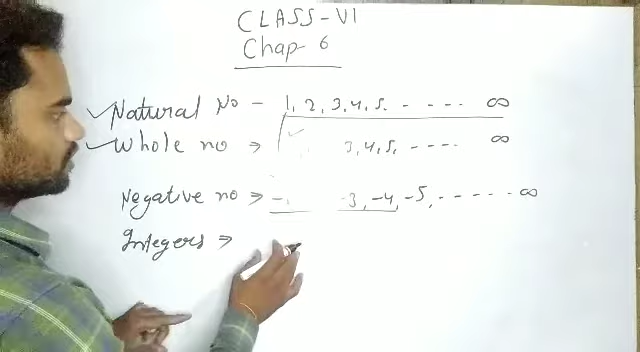 CLASS-VI
Chap- 6
Natural No - 1, 2, 3, 4, 5. - - - - - ∞
Whole no ⇒ 3, 4, 5, - - - - ∞
Negative no ⇒ -1, -3, -4, -5, - - - - - ∞
Integers ⇒